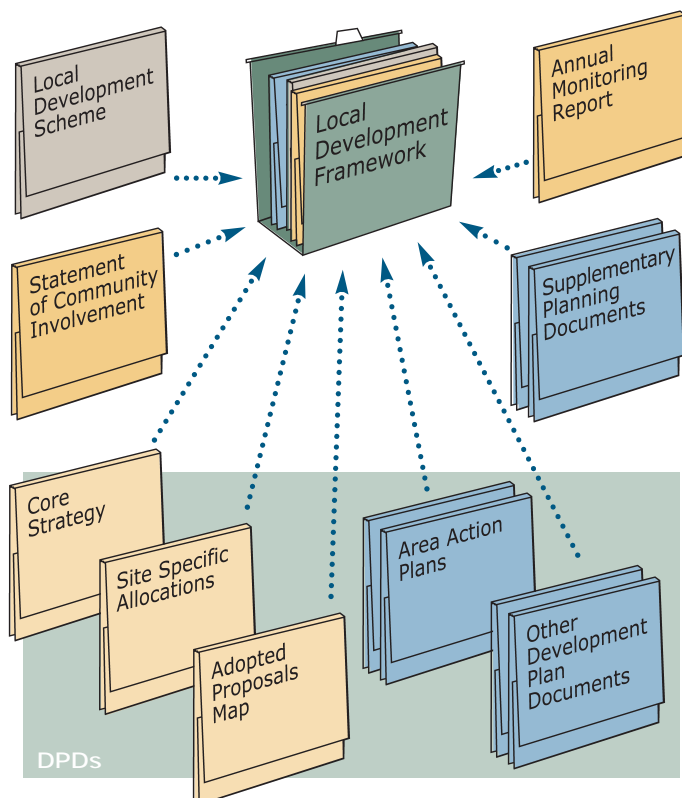 Local
Development
Scheme
Local
Development
Framework
Annual
Monitoring
Report
Statement
of Community
Involvement
Supplementary
Planning
Documents
Core
Strategy
Site Specific
Allocations
Adopted
Proposals
Map
Area Action
Plans
Other
Development
Plan
Documents
DPDs